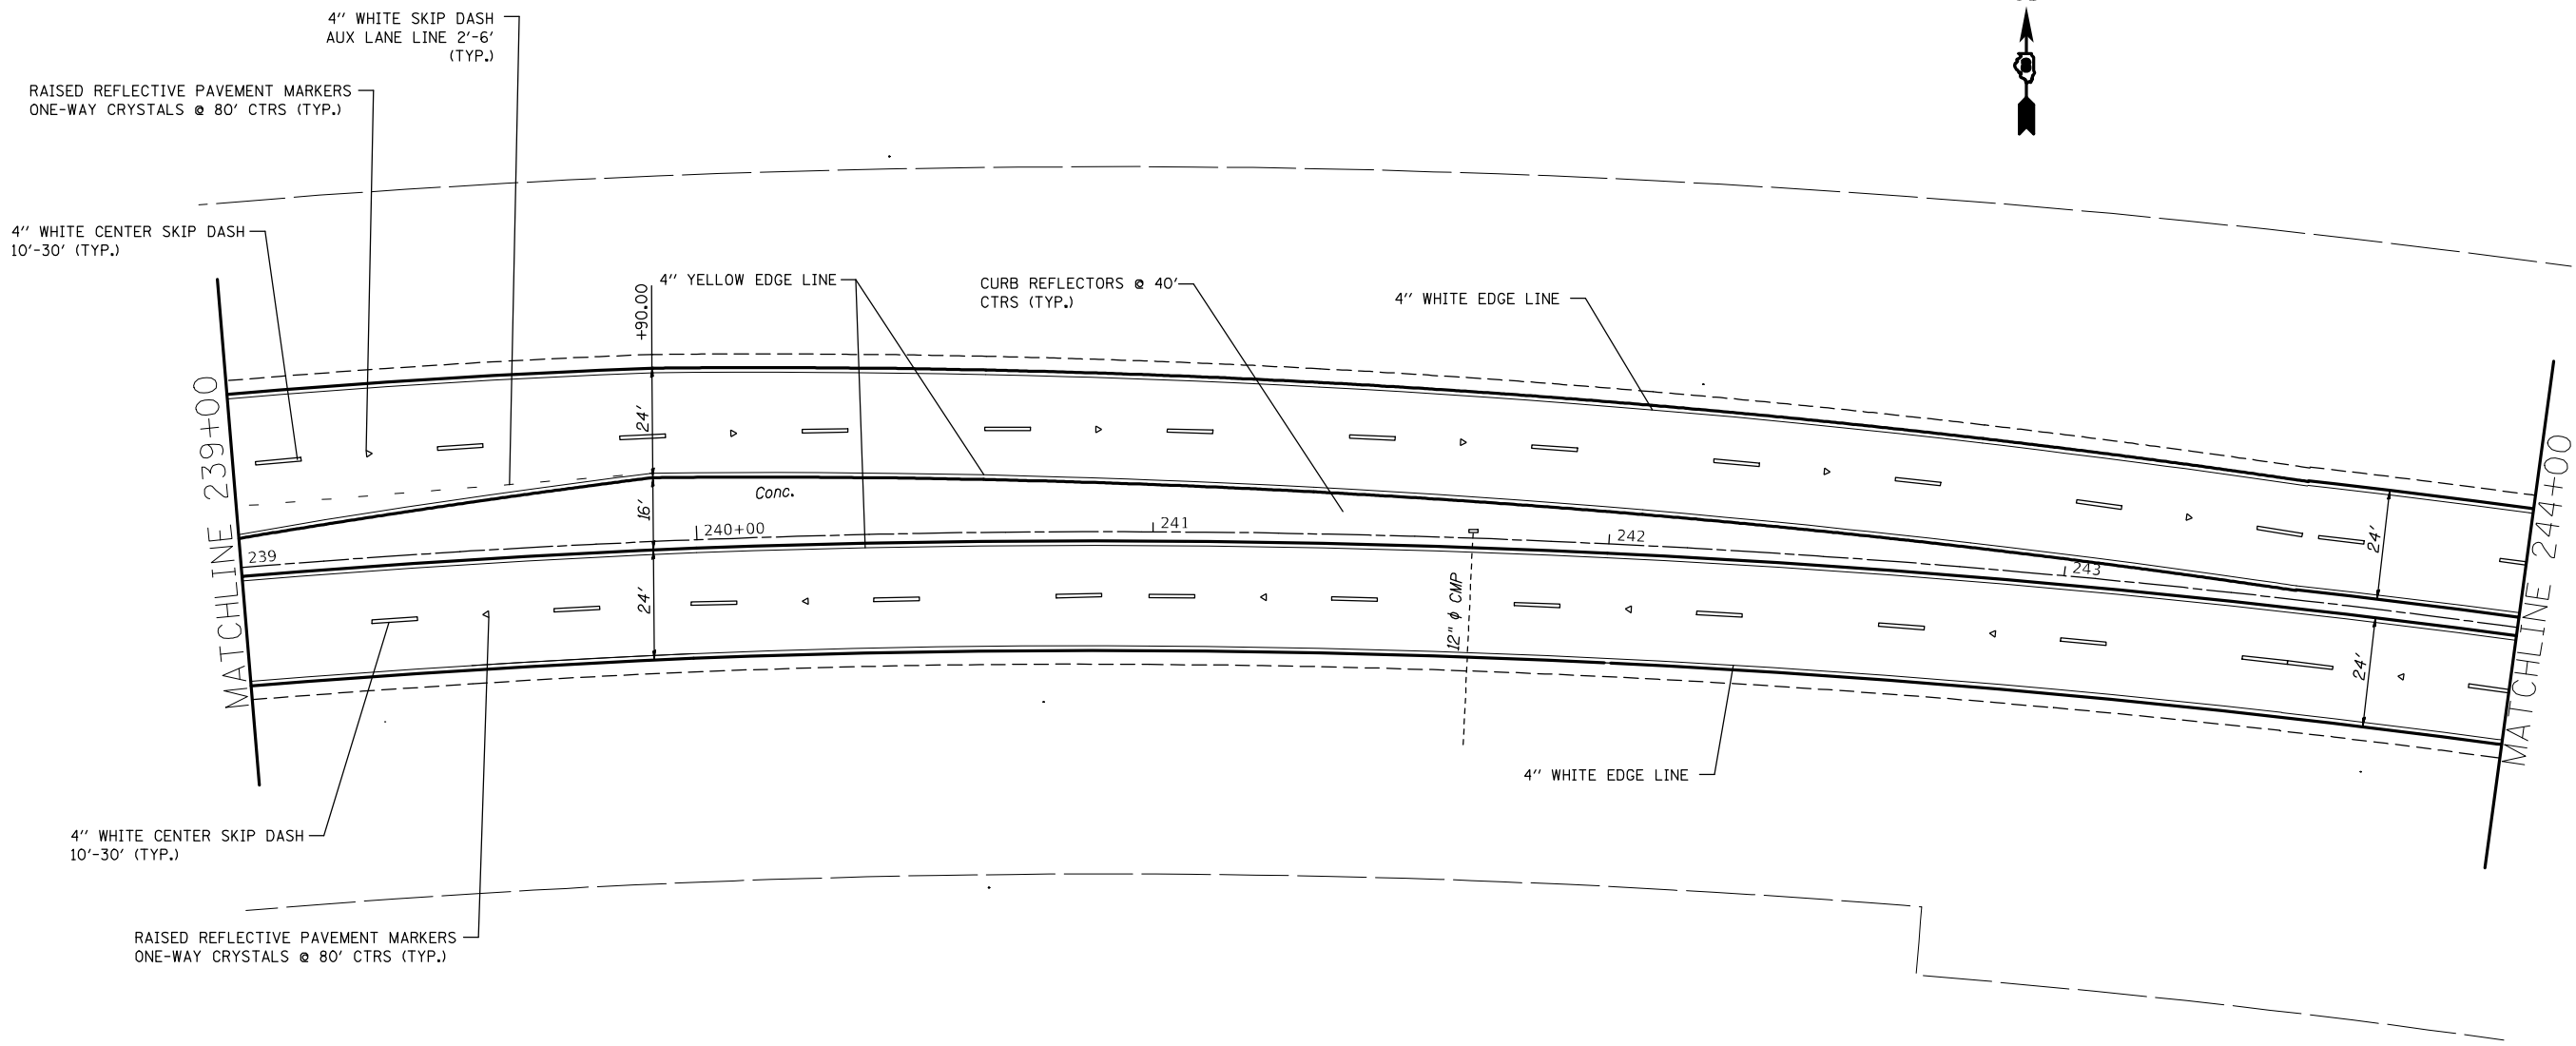 4" WHITE SKIP DASH
AUX LANE LINE 2'-6'
(TYP.)
RAISED REFLECTIVE PAVEMENT MARKERS
ONE-WAY CRYSTALS @ 80' CTRS (TYP.)
4" WHITE CENTER SKIP DASH
10'-30' (TYP.)
4" YELLOW EDGE LINE
CURB REFLECTORS @ 40'
CTRS (TYP.)
4" WHITE EDGE LINE
+90.00
MATCHLINE 239+00
24'
16'
24'
Conc.
239
240+00
241
242
243
12" ϕ CMP
24'
24'
MATCHLINE 244+00
4" WHITE EDGE LINE
4" WHITE CENTER SKIP DASH
10'-30' (TYP.)
RAISED REFLECTIVE PAVEMENT MARKERS
ONE-WAY CRYSTALS @ 80' CTRS (TYP.)